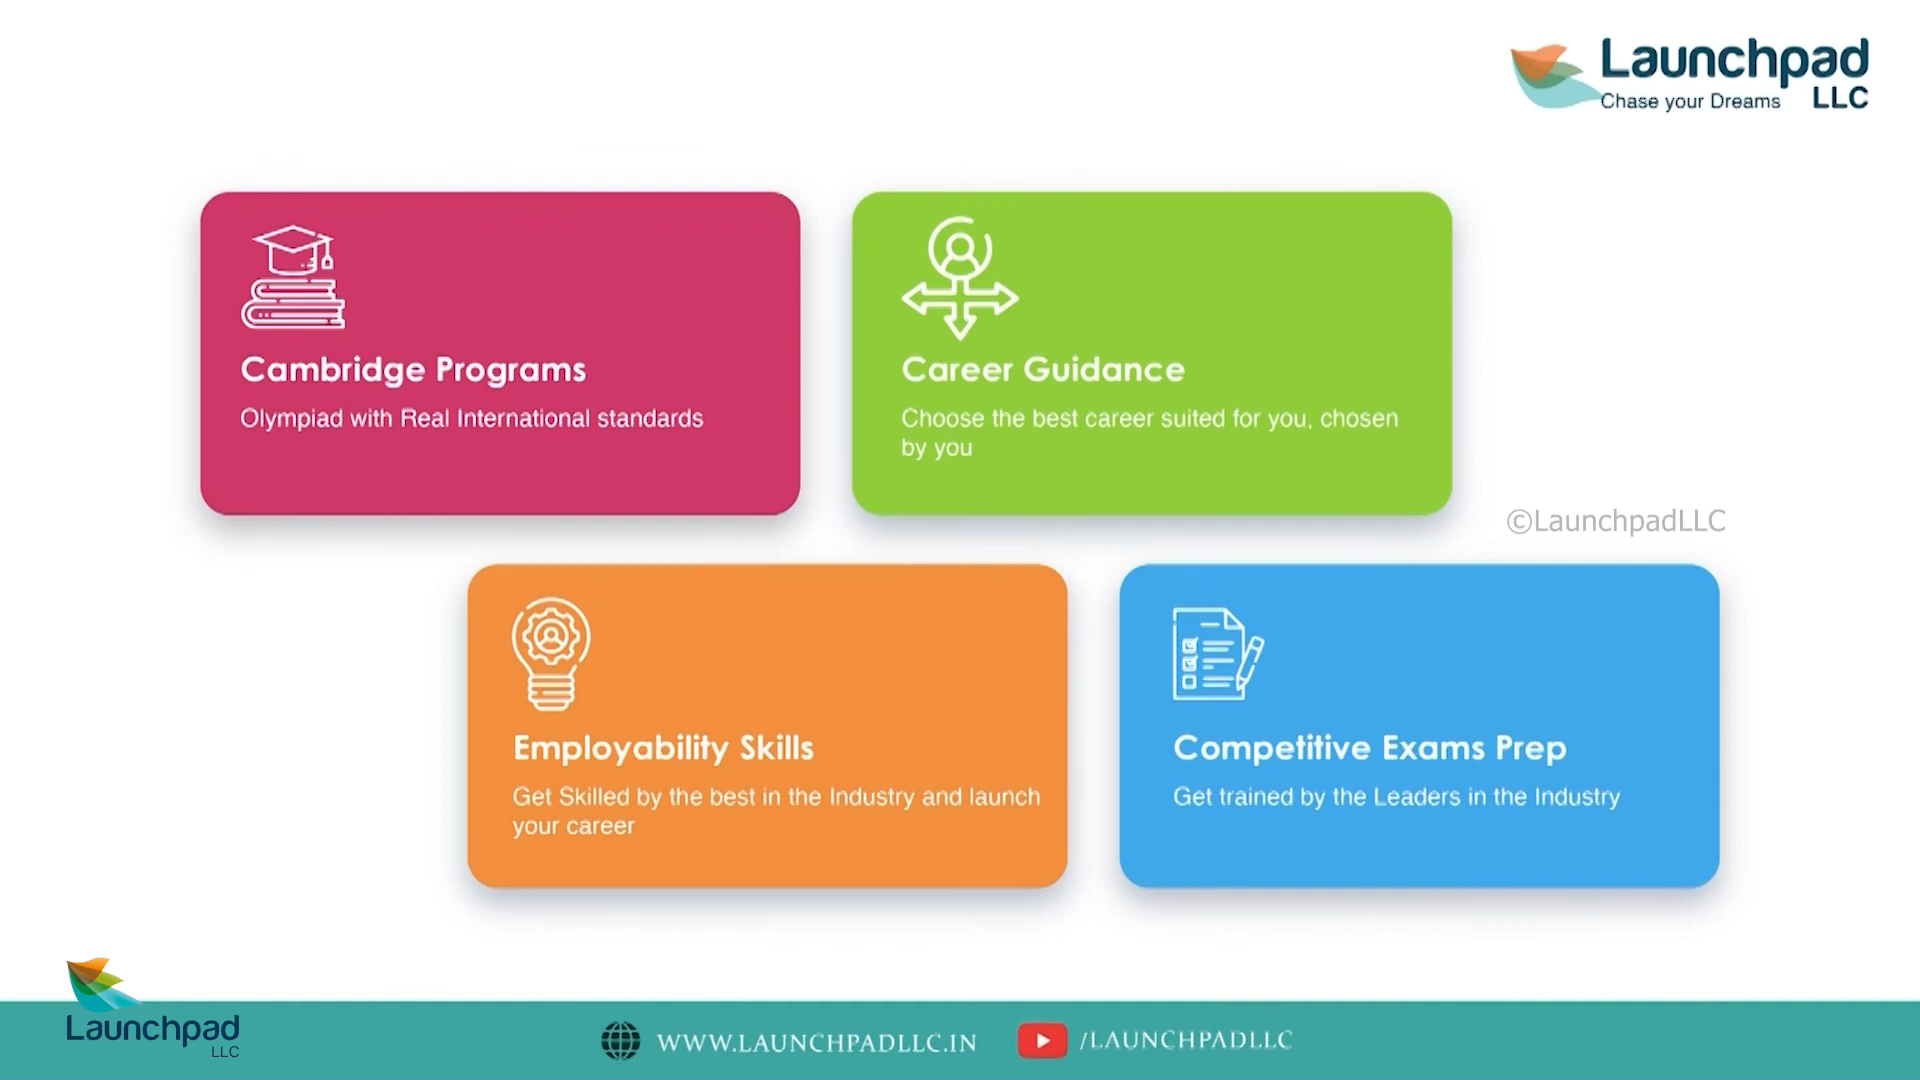 Launchpad
Chase your Dreams LLC
Cambridge Programs
Olympiad with Real International standards
Career Guidance
Choose the best career suited for you, chosen
by you
©LaunchpadLLC
Employability Skills
Get Skilled by the best in the Industry and launch
your career
Competitive Exams Prep
Get trained by the Leaders in the Industry
Launchpad
LLC
WWW.LAUNCHPADLLC.IN
/LAUNCHPADLLC